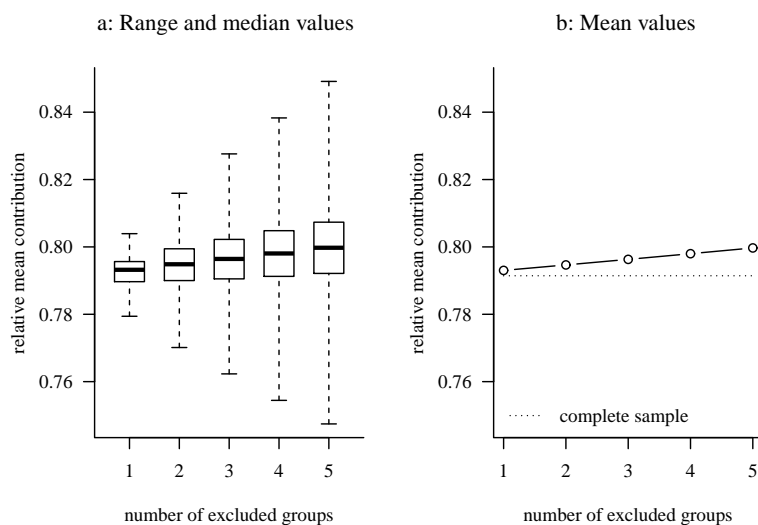 a: Range and median values
relative mean contribution
0.84
0.82
0.80
0.78
0.76
1 2 3 4 5
number of excluded groups
b: Mean values
relative mean contribution
0.84
0.82
0.80
0.78
0.76
complete sample
1 2 3 4 5
number of excluded groups